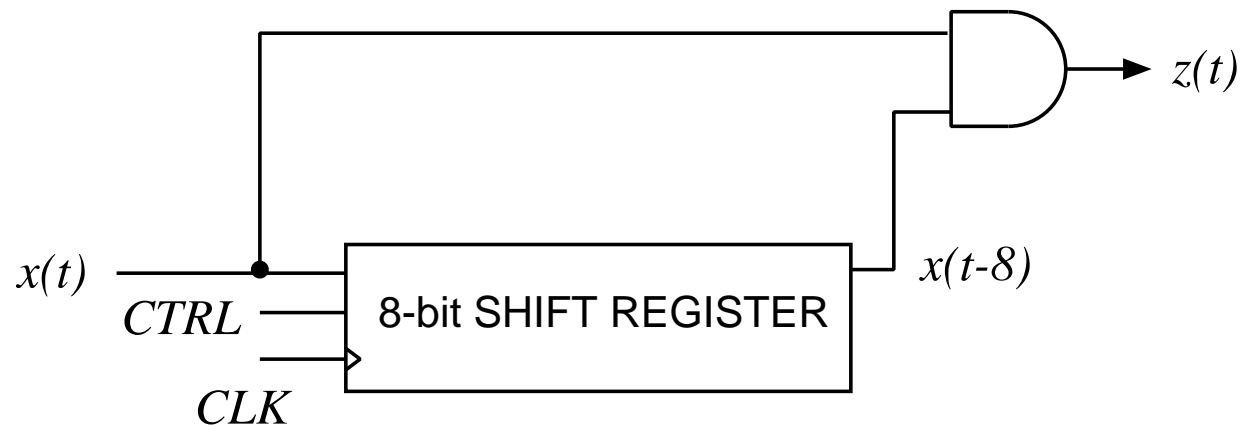 z(t)
x(t)
x(t-8)
CTRL
8-bit SHIFT REGISTER
CLK